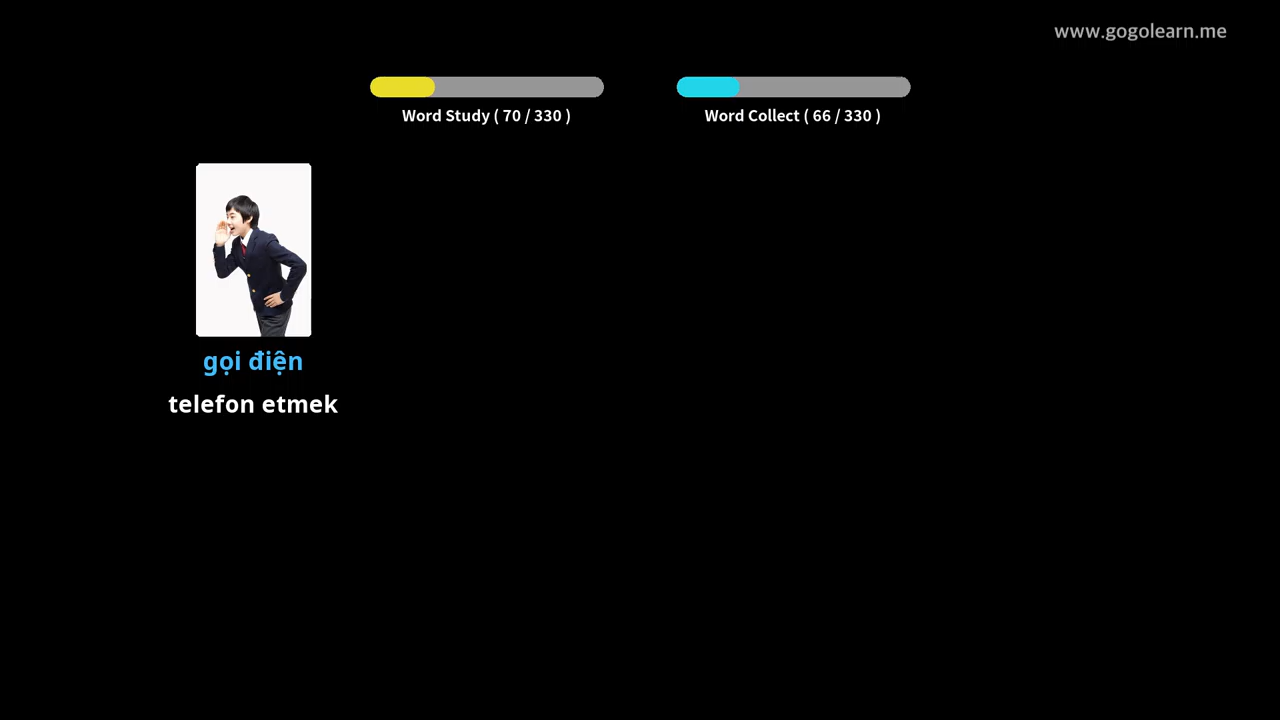 www.gogolearn.me
Word Study ( 70 / 330 )
Word Collect ( 66 / 330 )
gọi điện
telefon etmek